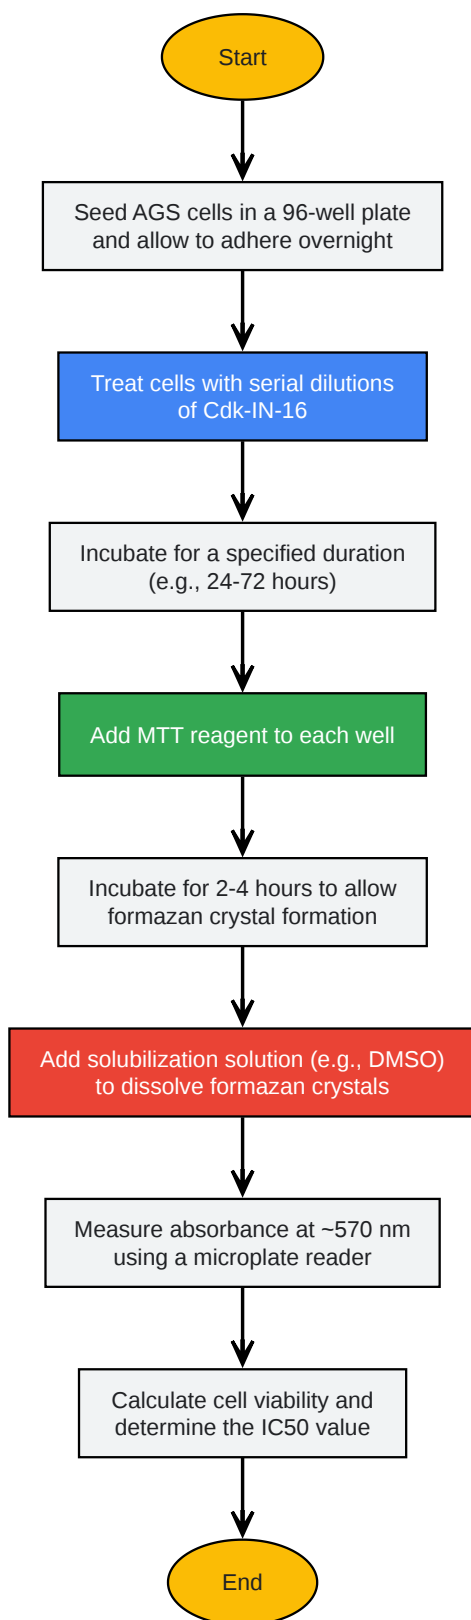 Start
Seed AGS cells in a 96-well plate
and allow to adhere overnight
Treat cells with serial dilutions
of Cdk-IN-16
Incubate for a specified duration
(e.g., 24-72 hours)
Add MTT reagent to each well
Incubate for 2-4 hours to allow
formazan crystal formation
Add solubilization solution (e.g., DMSO)
to dissolve formazan crystals
Measure absorbance at ~570 nm
using a microplate reader
Calculate cell viability and
determine the IC50 value
End